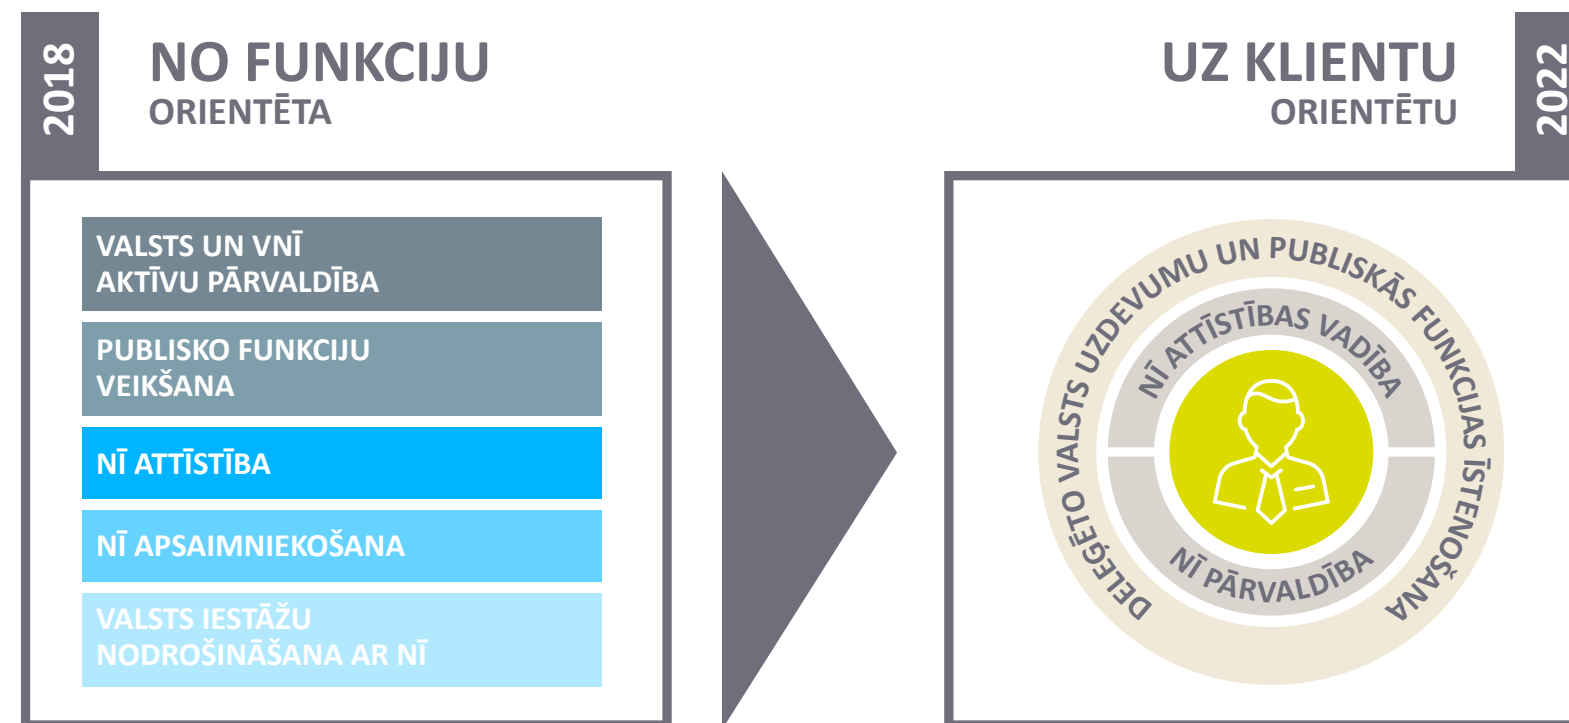 2018
NO FUNKCIJU
ORIENTĒTA
UZ KLIENTU
ORIENTĒTU
2022
VALSTS UN VNĪ
AKTĪVU PĀRVALDĪBA
PUBLISKO FUNKCIJU
VEIKŠANA
NĪ ATTĪSTĪBA
NĪ APSAIMNIEKOŠANA
VALSTS IESTĀŽU
NODROŠINĀŠANA AR NĪ
DELEĢĒTO VALSTS UZDEVUMU UN PUBLISKĀS FUNKCIJAS ĪSTENOŠANA
NĪ ATTĪSTĪBAS VADĪBA
NĪ PĀRVALDĪBA